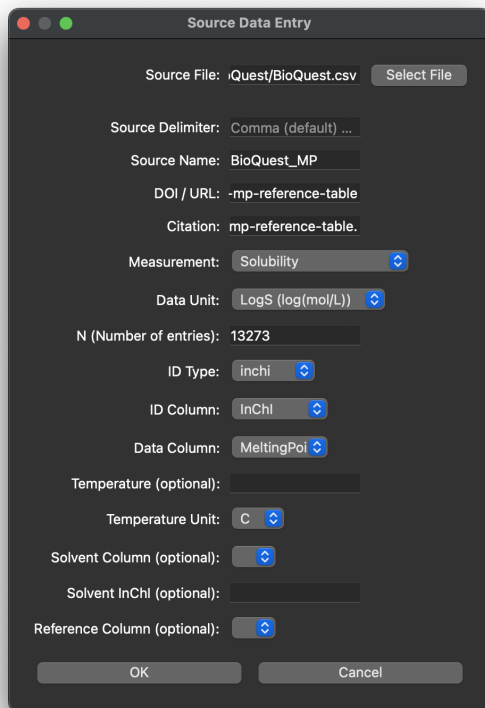 Source Data Entry
Source File: oQuest/BioQuest.csv Select File
Source Delimiter: Comma (default) ...
Source Name: BioQuest_MP
DOI / URL: -mp-reference-table
Citation: mp-reference-table.
Measurement: Solubility
Data Unit: LogS (log(mol/L))
N (Number of entries): 13273
ID Type: inchi
ID Column: InChI
Data Column: MeltingPoi
Temperature (optional):
Temperature Unit: C
Solvent Column (optional):
Solvent InChI (optional):
Reference Column (optional):
OK Cancel